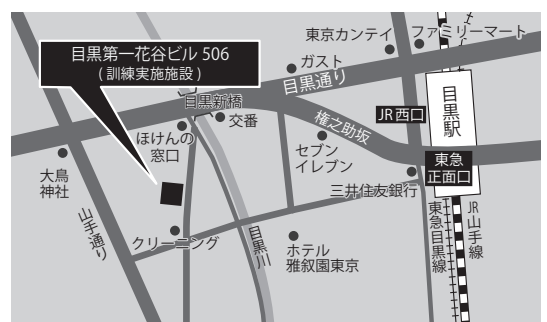 目黒第一花谷ビル 506
(訓練実施施設)
東京カンテイ
ファミリーマート
ガスト
目黒通り
目黒新橋
交番
権之助坂
JR西口
目黒駅
ほけんの
窓口
セブン
イレブン
東急
正面口
三井住友銀行
大鳥
神社
山手通り
クリーニング
目黒川
ホテル
雅叙園東京
東急目黒線
JR山手線